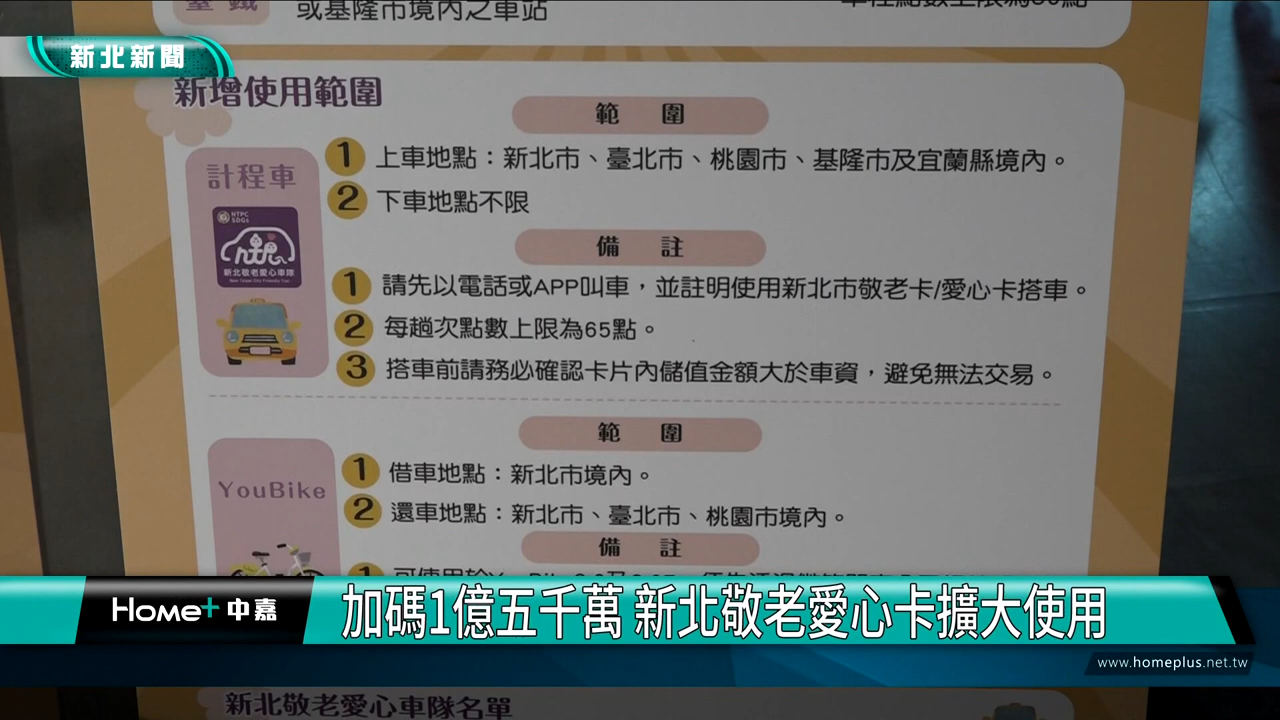 臺鐵
或基隆市境內之車站
新北新聞
新增使用範圍
範圍
計程車
1 上車地點：新北市、臺北市、桃園市、基隆市及宜蘭縣境內。
2 下車地點不限
NTPC
SDGs
新北敬老愛心車隊
備註
1 請先以電話或APP叫車，並註明使用新北市敬老卡/愛心卡搭車。
2 每趟次點數上限為65點。
3 搭車前請務必確認卡片內儲值金額大於車資，避免無法交易。
範圍
YouBike
1 借車地點：新北市境內。
2 還車地點：新北市、臺北市、桃園市境內。
備註
Home+中嘉
加碼1億五千萬 新北敬老愛心卡擴大使用
www.homeplus.net.tw
新北敬老愛心車隊名單